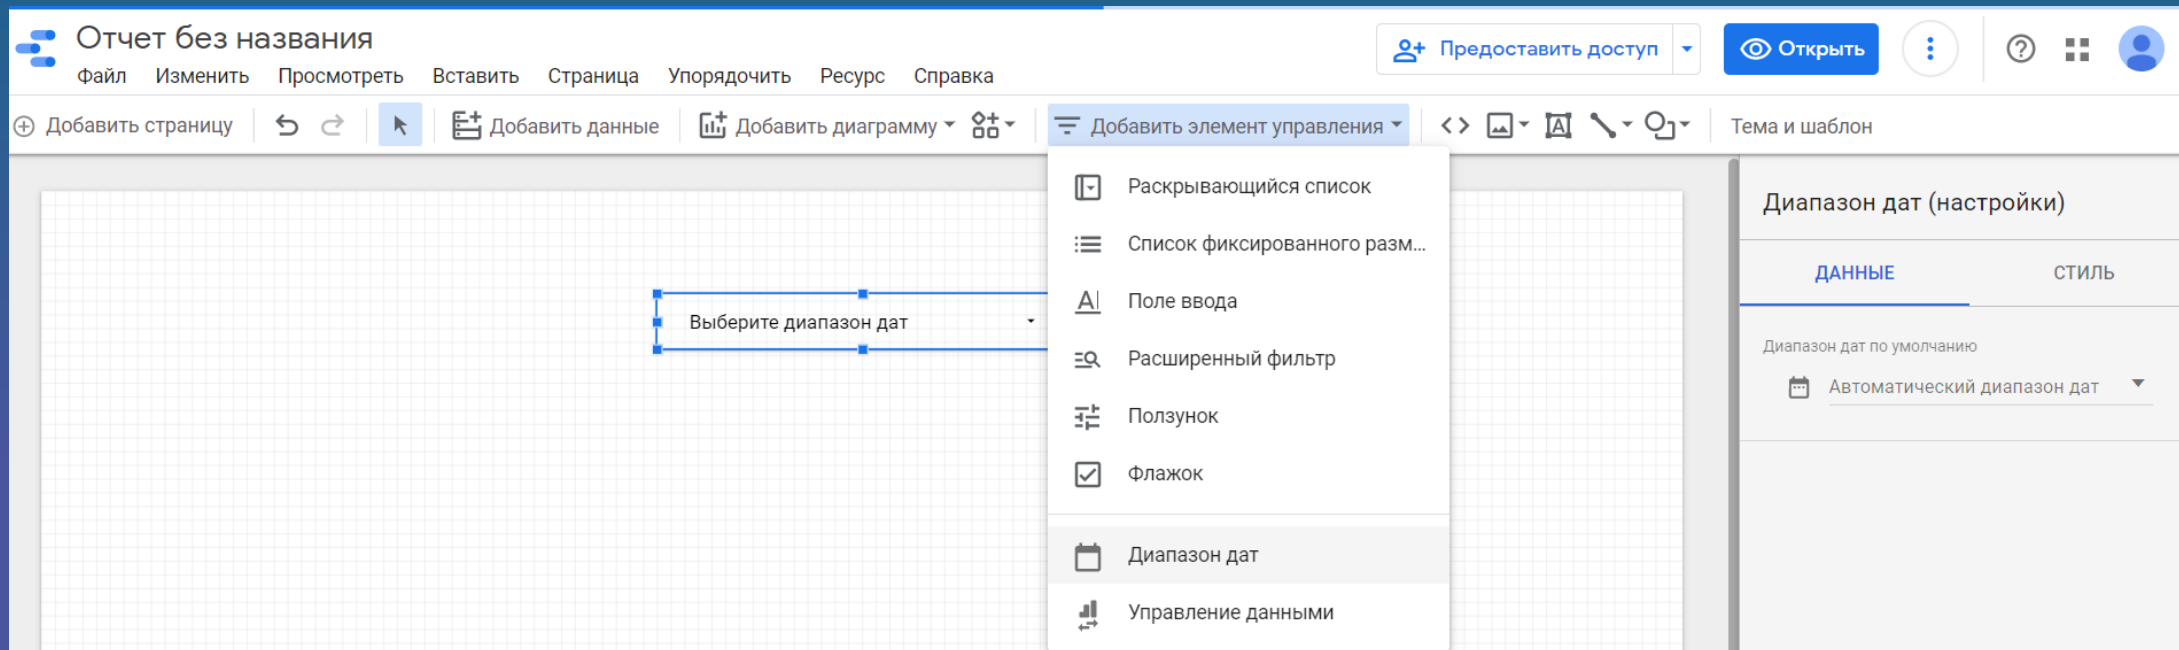 Отчет без названия
Предоставить доступ
Открыть
Файл Изменить Просмотреть Вставить Страница Упорядочить Ресурс Справка
Добавить страницу Добавить данные Добавить диаграмму Добавить элемент управления Тема и шаблон
Раскрывающийся список
Список фиксированного разм...
Поле ввода
Расширенный фильтр
Ползунок
Флажок
Диапазон дат
Управление данными
Выберите диапазон дат
Диапазон дат (настройки)
ДАННЫЕ СТИЛЬ
Диапазон дат по умолчанию
Автоматический диапазон дат